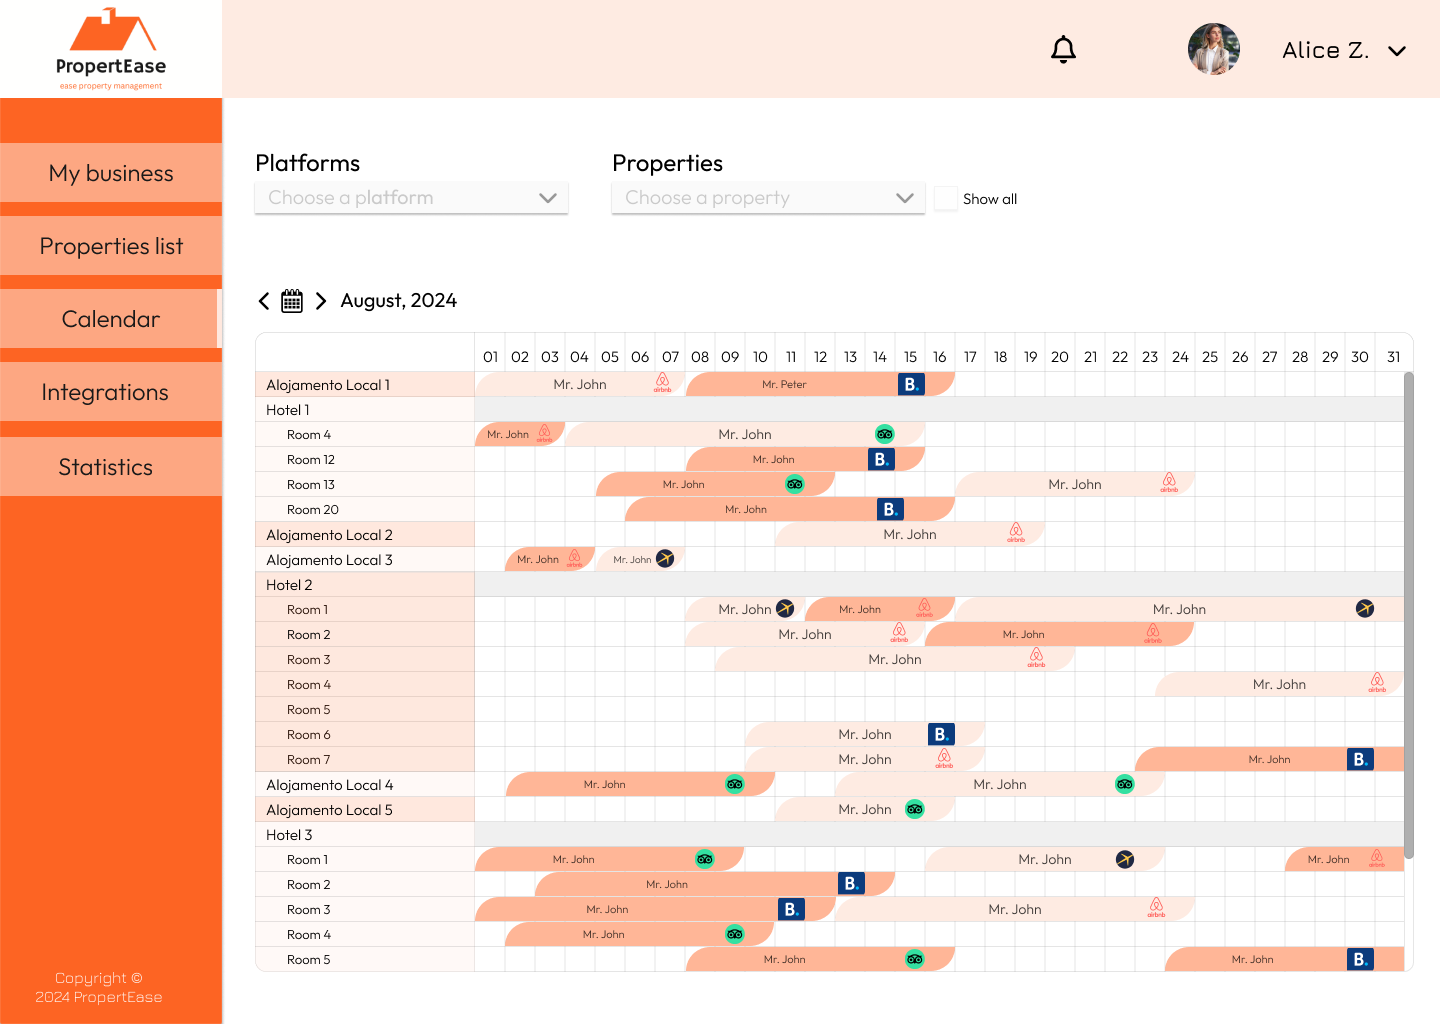 PropertEase
ease property management
Alice Z.
My business
Properties list
Calendar
Integrations
Statistics
Copyright ©
2024 PropertEase
Platforms
Properties
Choose a platform
Choose a property
Show all
August, 2024
01 02 03 04 05 06 07 08 09 10 11 12 13 14 15 16 17 18 19 20 21 22 23 24 25 26 27 28 29 30 31
Alojamento Local 1 Mr. John airbnb Mr. Peter B.
Hotel 1
Room 4 Mr. John airbnb Mr. John
Room 12 Mr. John B.
Room 13 Mr. John Mr. John airbnb
Room 20 Mr. John B.
Alojamento Local 2 Mr. John airbnb
Alojamento Local 3 Mr. John airbnb Mr. John
Hotel 2
Room 1 Mr. John Mr. John airbnb Mr. John
Room 2 Mr. John airbnb Mr. John airbnb
Room 3 Mr. John airbnb
Room 4 Mr. John airbnb
Room 5
Room 6 Mr. John B.
Room 7 Mr. John airbnb Mr. John B.
Alojamento Local 4 Mr. John Mr. John
Alojamento Local 5 Mr. John
Hotel 3
Room 1 Mr. John Mr. John Mr. John airbnb
Room 2 Mr. John B.
Room 3 Mr. John B. Mr. John airbnb
Room 4 Mr. John
Room 5 Mr. John Mr. John B.